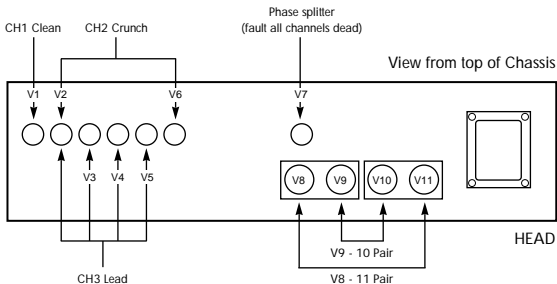 Phase splitter
(fault all channels dead)
CH1 Clean
CH2 Crunch
View from top of Chassis
V1
V2
V6
V7
V3
V4
V5
V8
V9
V10
V11
HEAD
V9 - 10 Pair
CH3 Lead
V8 - 11 Pair